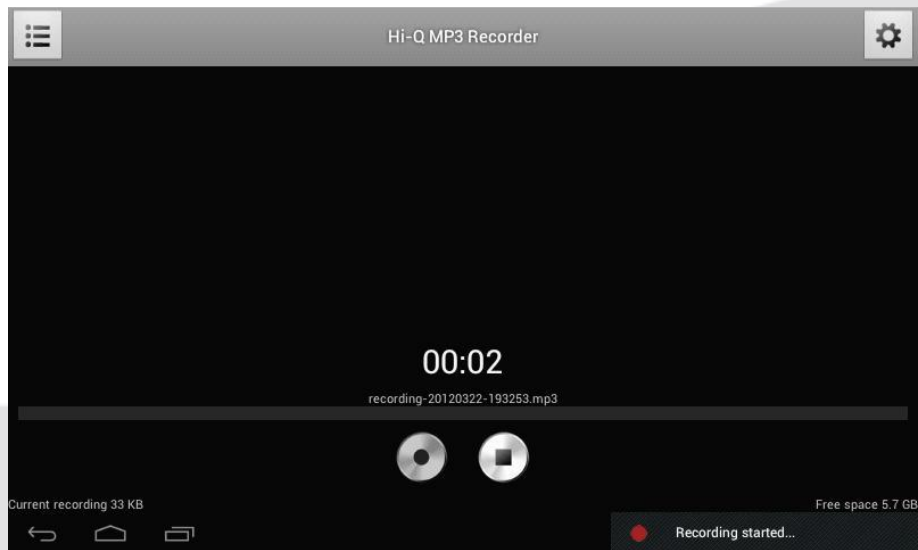 Hi-Q MP3 Recorder
00:02
recording-20120322-193253.mp3
Current recording 33 KB
Free space 5.7 GB
Recording started...